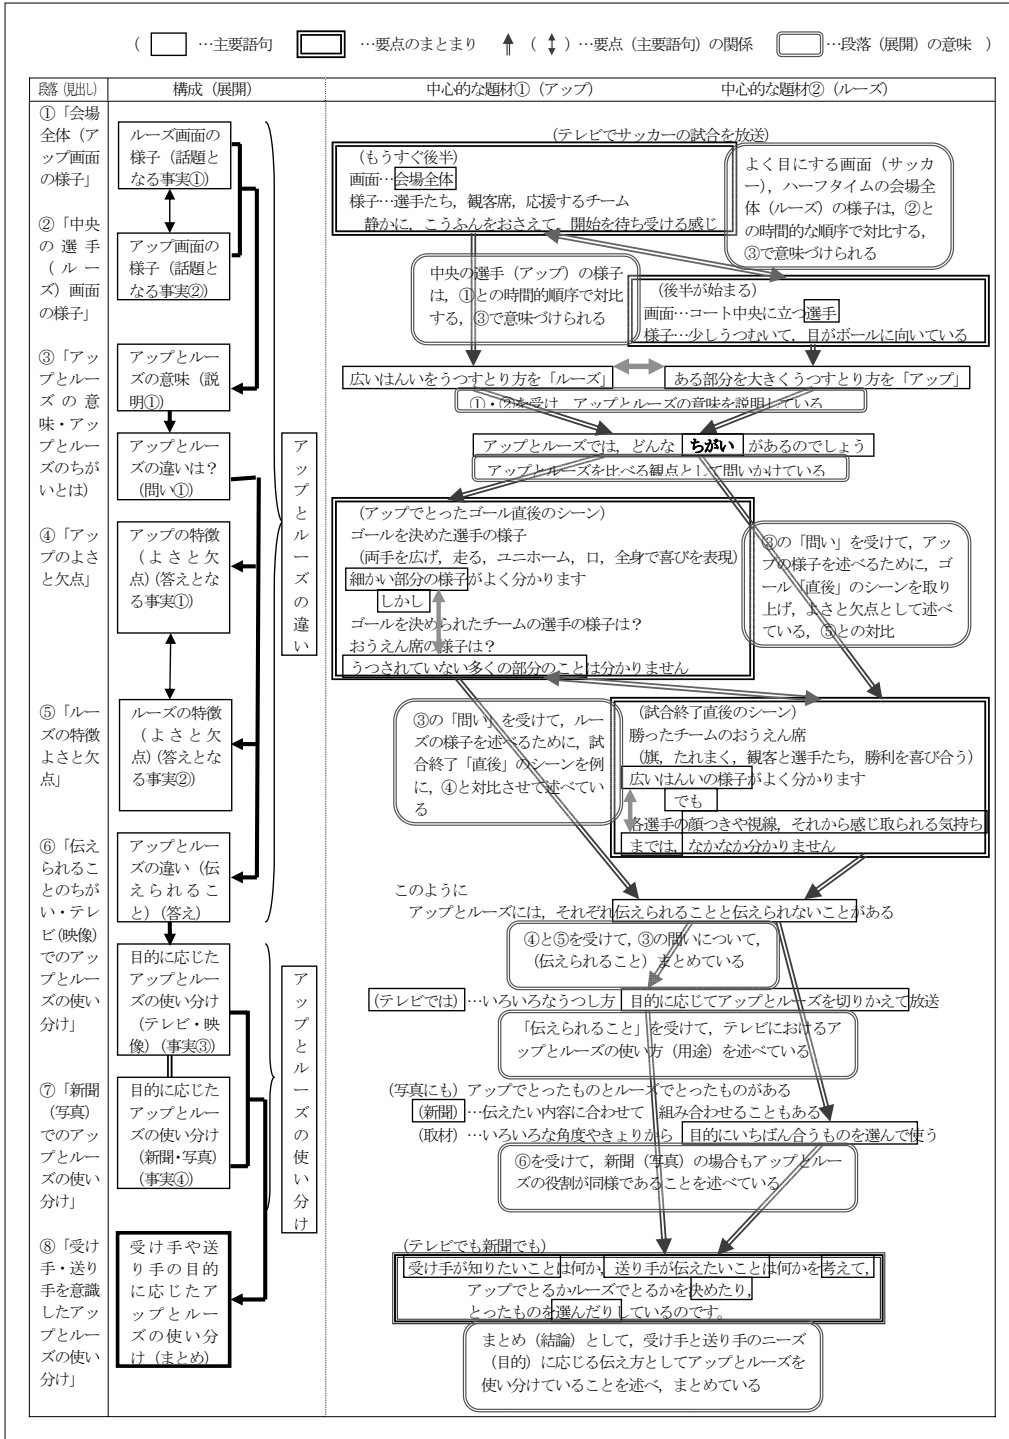 ( …主要語句 …要点のまとまり ( ) …要点(主要語句)の関係 …段落(展開)の意味 )
段落(見出し)
構成(展開)
中心的な題材①(アップ)
中心的な題材②(ルーズ)
①「会場
全体(ア
ップ画面
の様子」
②「中央
の選手
(ルー
ズ)画面
の様子」
③「アッ
プとルー
ズの意
味・アッ
プとルー
ズのちが
いとは)
④「アッ
プのよさ
と欠点」
⑤「ルー
ズの特徴
よさと欠
点」
⑥「伝え
られるこ
とのちが
い・テレ
ビ(映像)
でのアッ
プとルー
ズの使い
分け」
⑦「新聞
(写真)
でのアッ
プとルー
ズの使い
分け」
⑧「受け
手・送り
手を意識
したアッ
プとルー
ズの使い
分け」
ルーズ画面の
様子(話題と
なる事実①)
アップ画面の
様子(話題と
なる事実②)
アップとルー
ズの意味(説
明①)
アップとルー
ズの違いは?
(問い①)
アップの特徴
(よさと欠
点)(答えとな
る事実①)
ルーズの特徴
(よさと欠
点)(答えとな
る事実②)
アップとルー
ズの違い(伝
えられるこ
と)(答え)
目的に応じた
アップとルー
ズの使い分け
(テレビ・映
像)(事実③)
目的に応じた
アップとルー
ズの使い分け
(新聞・写真)
(事実④)
受け手や送
り手の目的
に応じたア
ップとルー
ズの使い分
け(まとめ)
アップとルーズの違い
アップとルーズの使い分け
(テレビでサッカーの試合を放送)
(もうすぐ後半)
画面…会場全体
様子…選手たち,観客席,応援するチーム
静かに,こうふんをおさえて,開始を待ち受ける感じ
よく目にする画面(サッカ
ー),ハーフタイムの会場全
体(ルーズ)の様子は,②と
の時間的な順序で対比する,
③で意味づけられる
中央の選手(アップ)の様子
は,①との時間的順序で対比
する,③で意味づけられる
(後半が始まる)
画面…コート中央に立つ選手
様子…少しうつむいて,目がボールに向いている
広いはんいをうつすとり方を「ルーズ」
ある部分を大きくうつすとり方を「アップ」
①・②を受け,アップとルーズの意味を説明している
アップとルーズでは,どんな ちがい があるのでしょう
アップとルーズを比べる観点として問いかけている
(アップでとったゴール直後のシーン)
ゴールを決めた選手の様子
(両手を広げ,走る,ユニホーム,口,全身で喜びを表現)
細かい部分の様子がよく分かります
しかし
ゴールを決められたチームの選手の様子は?
おうえん席の様子は?
うつされていない多くの部分のことは分かりません
③の「問い」を受けて,アッ
プの様子を述べるために,ゴ
ール「直後」のシーンを取り
上げ,よさと欠点として述べ
ている,⑤との対比
③の「問い」を受けて,ルー
ズの様子を述べるために,試
合終了「直後」のシーンを例
に,④と対比させて述べてい
る
(試合終了直後のシーン)
勝ったチームのおうえん席
(旗,たれまく,観客と選手たち,勝利を喜び合う)
広いはんいの様子がよく分かります
でも
各選手の顔つきや視線,それから感じ取られる気持ち
までは,なかなか分かりません
このように
アップとルーズには,それぞれ伝えられることと伝えられないことがある
④と⑤を受けて,③の問いについて,
(伝えられること)まとめている
(テレビでは)…いろいろなうつし方 目的に応じてアップとルーズを切りかえて放送
「伝えられること」を受けて,テレビにおけるア
ップとルーズの使い方(用途)を述べている
(写真にも)アップでとったものとルーズでとったものがある
(新聞)…伝えたい内容に合わせて 組み合わせることもある
(取材)…いろいろな角度やきょりから 目的にいちばん合うものを選んで使う
⑥を受けて,新聞(写真)の場合もアップとルー
ズの役割が同様であることを述べている
(テレビでも新聞でも)
受け手が知りたいことは何か,送り手が伝えたいことは何かを考えて,
アップでとるかルーズでとるかを決めたり,
とったものを選んだりしているのです。
まとめ(結論)として,受け手と送り手のニーズ
(目的)に応じる伝え方としてアップとルーズを
使い分けていることを述べ,まとめている